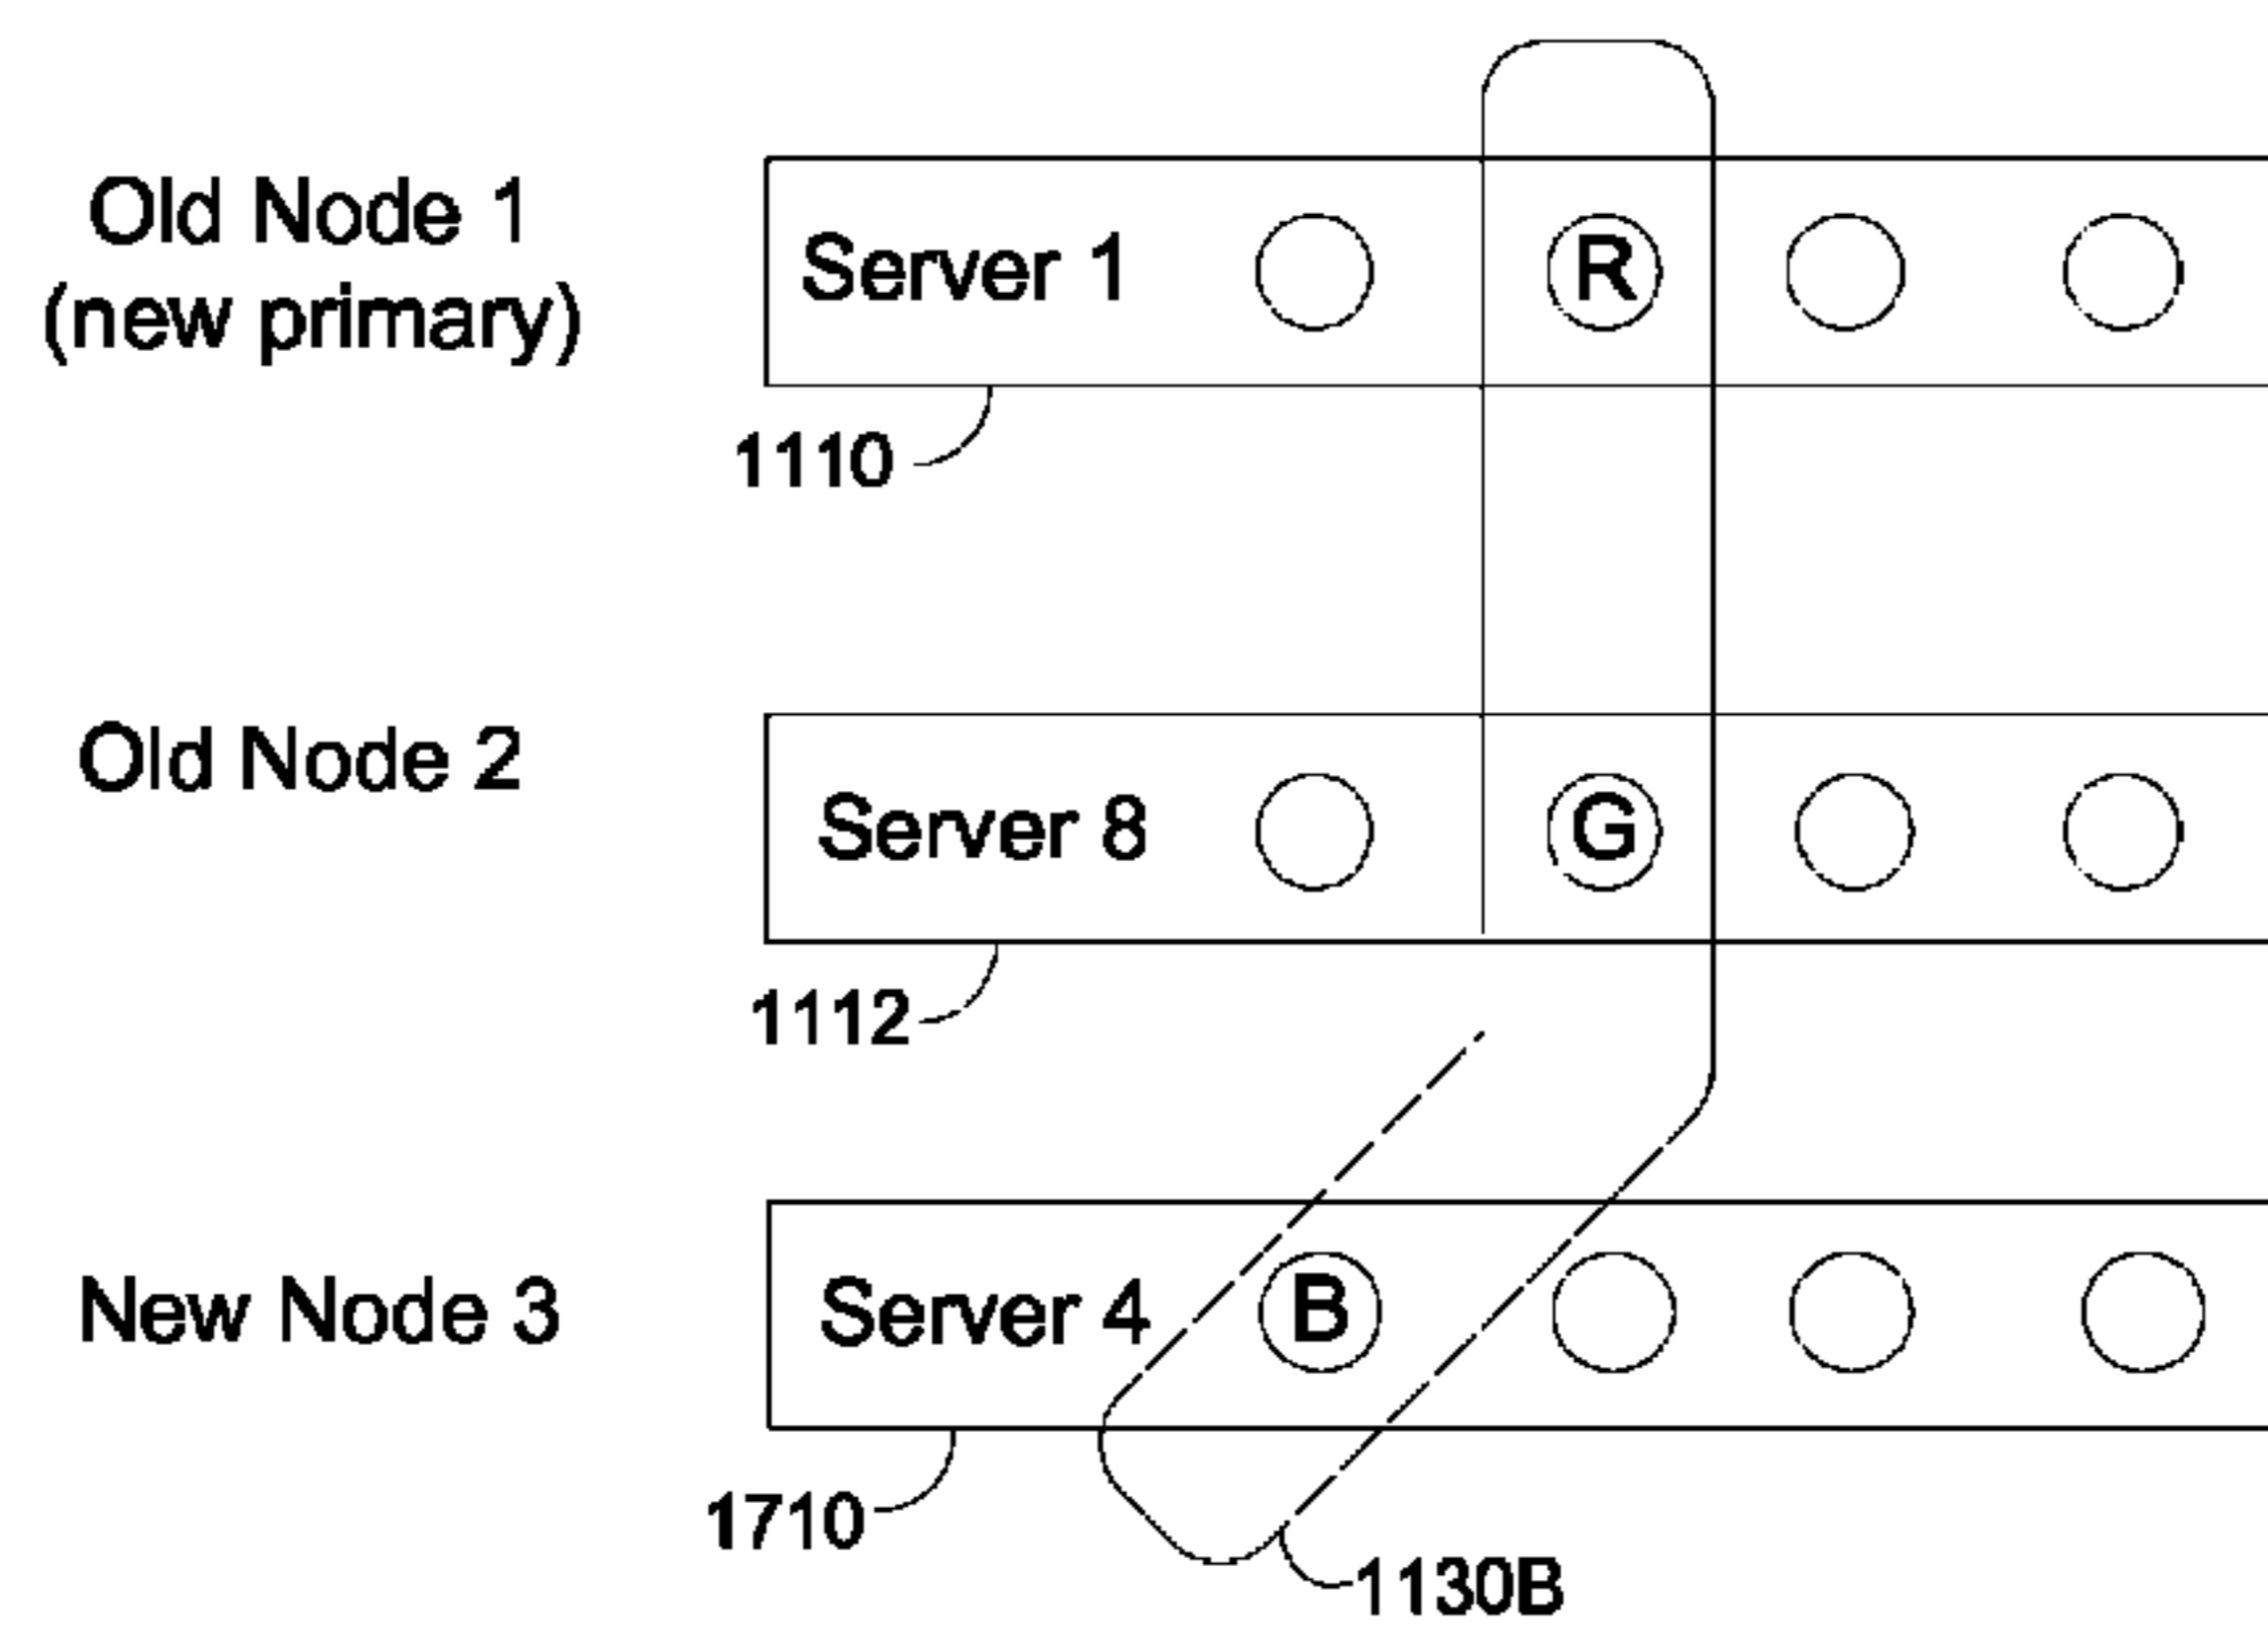 Old Node 1
(new primary)
Server 1
R
1110
Old Node 2
Server 8
G
1112
New Node 3
Server 4
B
1710
1130B